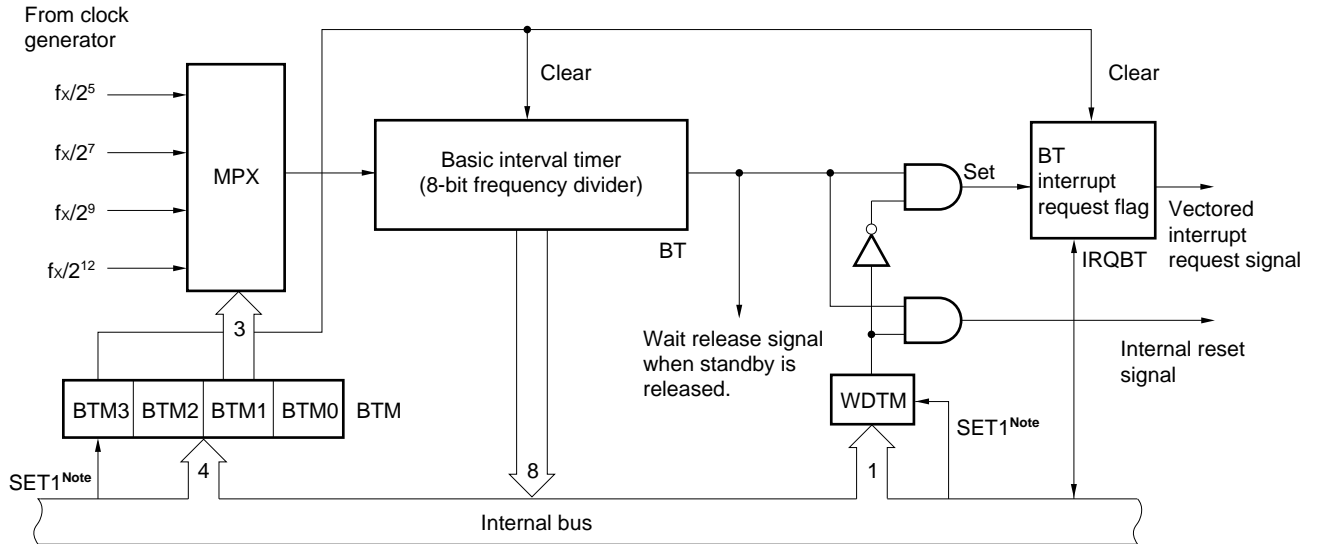 From clock
generator
fX/2⁵
fX/2⁷
fX/2⁹
fX/2¹²
MPX
Clear
Basic interval timer
(8-bit frequency divider)
BT
Wait release signal
when standby is
released.
Set
Clear
BT
interrupt
request flag
IRQBT
Vectored
interrupt
request signal
Internal reset
signal
3
BTM3 BTM2 BTM1 BTM0 BTM
WDTM
SET1Note
4
8
1
SET1Note
Internal bus